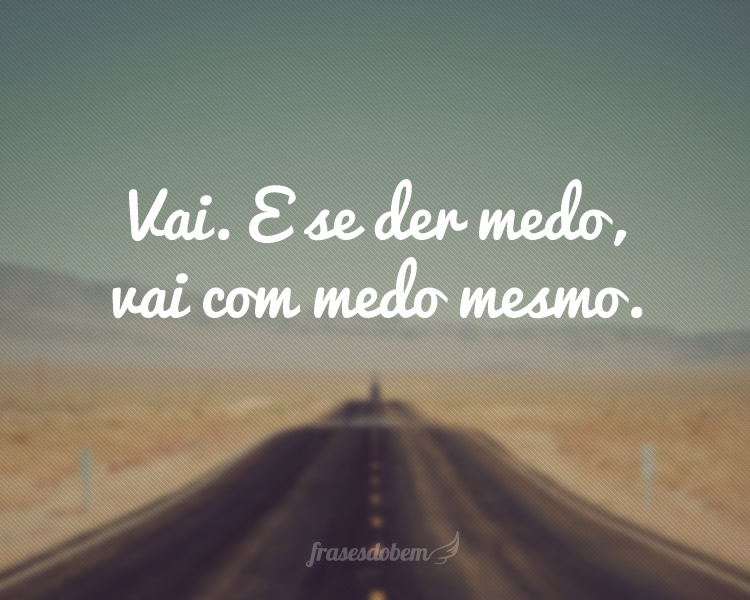 Vai. E se der medo,
vai com medo mesmo.
frasesdobem